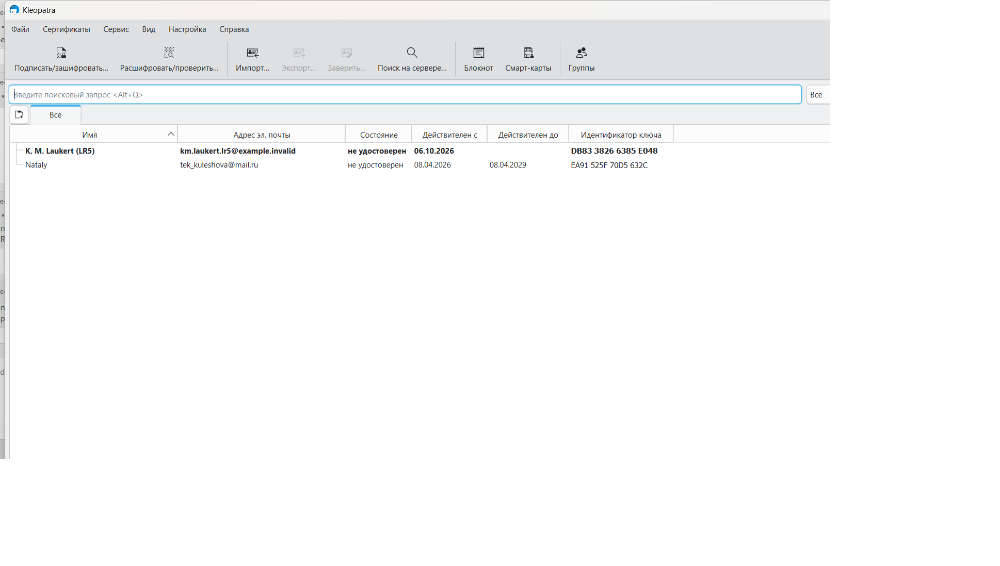 Kleopatra
Файл Сертификаты Сервис Вид Настройка Справка
Подписать/зашифровать... Расшифровать/проверить... Импорт... Экспорт... Заверить... Поиск на сервере... Блокнот Смарт-карты Группы
Введите поисковый запрос <Alt+Q> Все
Все
Имя Адрес эл. почты Состояние Действителен с Действителен до Идентификатор ключа
K. M. Laukert (LR5) km.laukert.lr5@example.invalid не удостоверен 06.10.2026 DB83 3826 6385 E048
Nataly tek_kuleshova@mail.ru не удостоверен 08.04.2026 08.04.2029 EA91 525F 70D5 632C